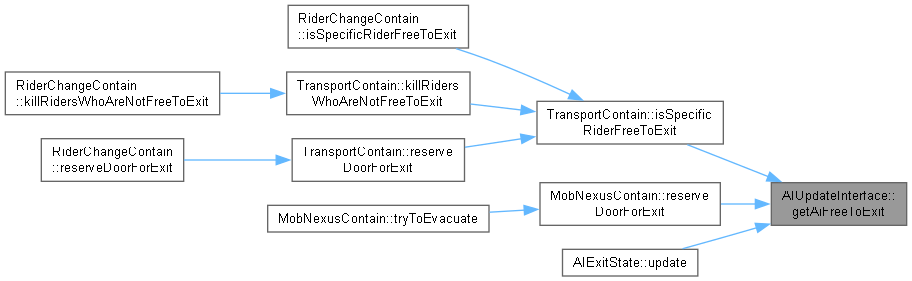 RiderChangeContain
::isSpecificRiderFreeToExit
RiderChangeContain
::killRidersWhoAreNotFreeToExit
TransportContain::killRiders
WhoAreNotFreeToExit
TransportContain::isSpecific
RiderFreeToExit
RiderChangeContain
::reserveDoorForExit
TransportContain::reserve
DoorForExit
MobNexusContain::tryToEvacuate
MobNexusContain::reserve
DoorForExit
AIUpdateInterface::
getAiFreeToExit
AIExitState::update